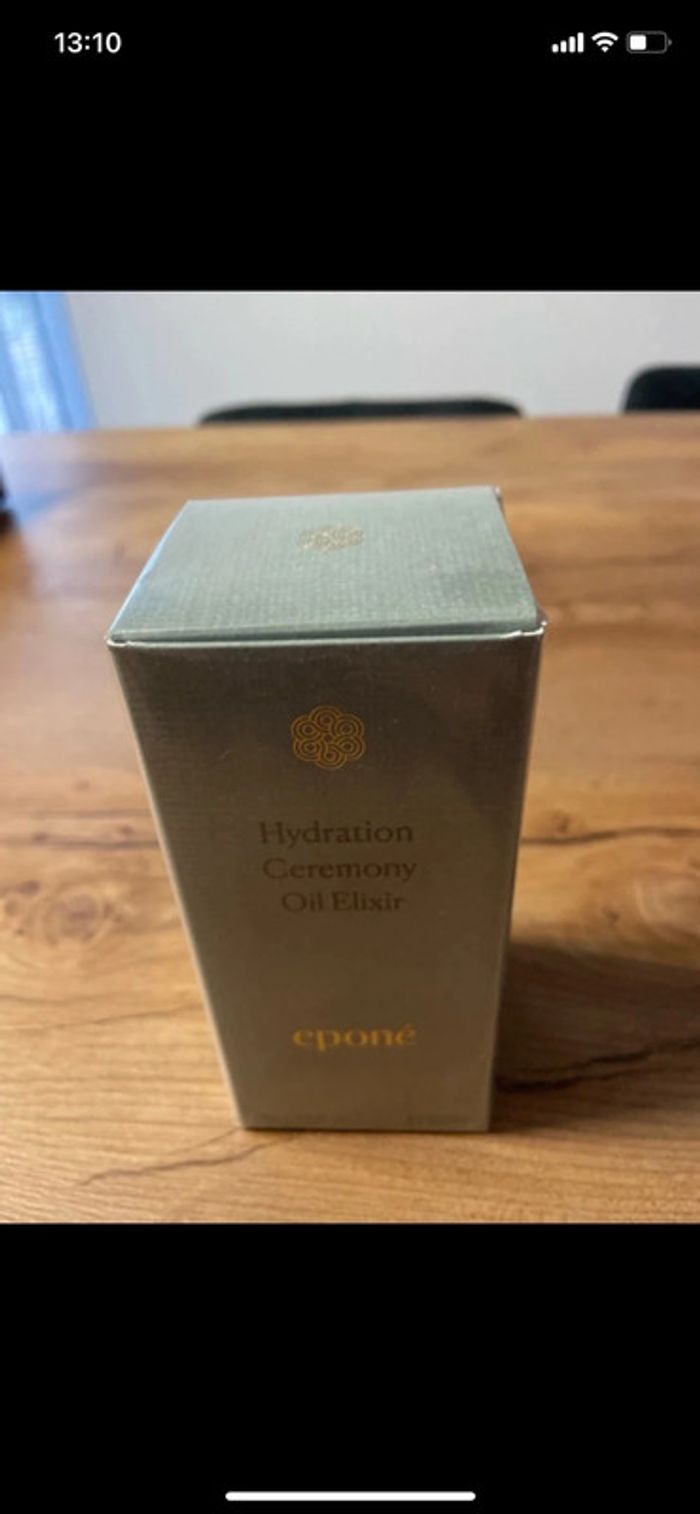 13:10
Hydration
Ceremony
Oil Elixir
eponé